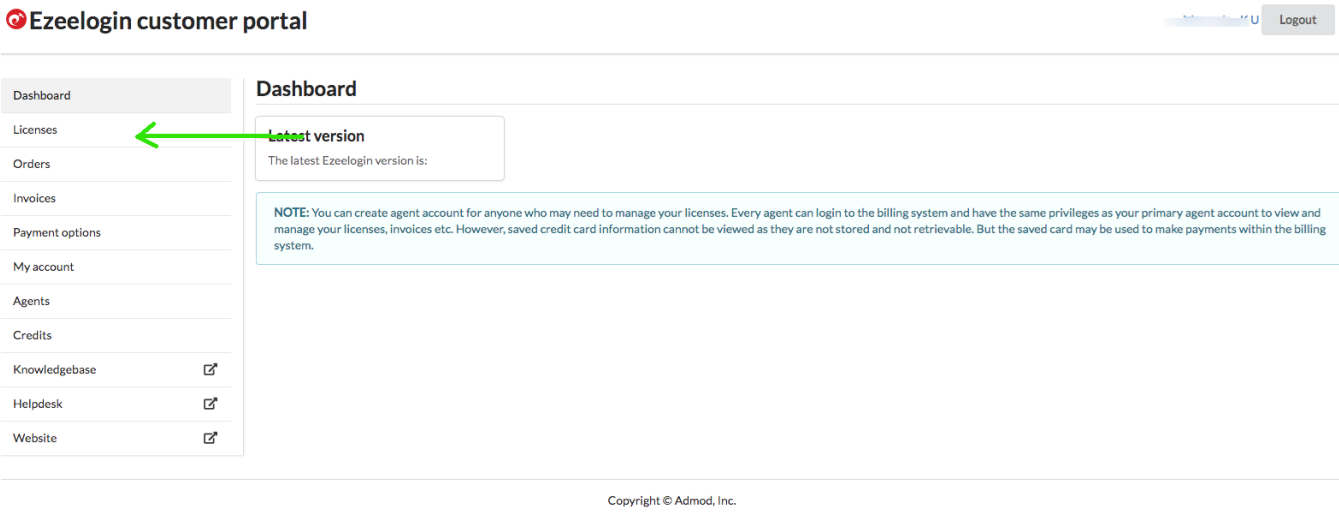 Ezeelogin customer portal
Logout
Dashboard
Licenses
Orders
Invoices
Payment options
My account
Agents
Credits
Knowledgebase
Helpdesk
Website
Dashboard
Latest version
The latest Ezeelogin version is:
NOTE: You can create agent account for anyone who may need to manage your licenses. Every agent can login to the billing system and have the same privileges as your primary agent account to view and
manage your licenses, invoices etc. However, saved credit card information cannot be viewed as they are not stored and not retrievable. But the saved card may be used to make payments within the billing
system.
Copyright © Admod, Inc.